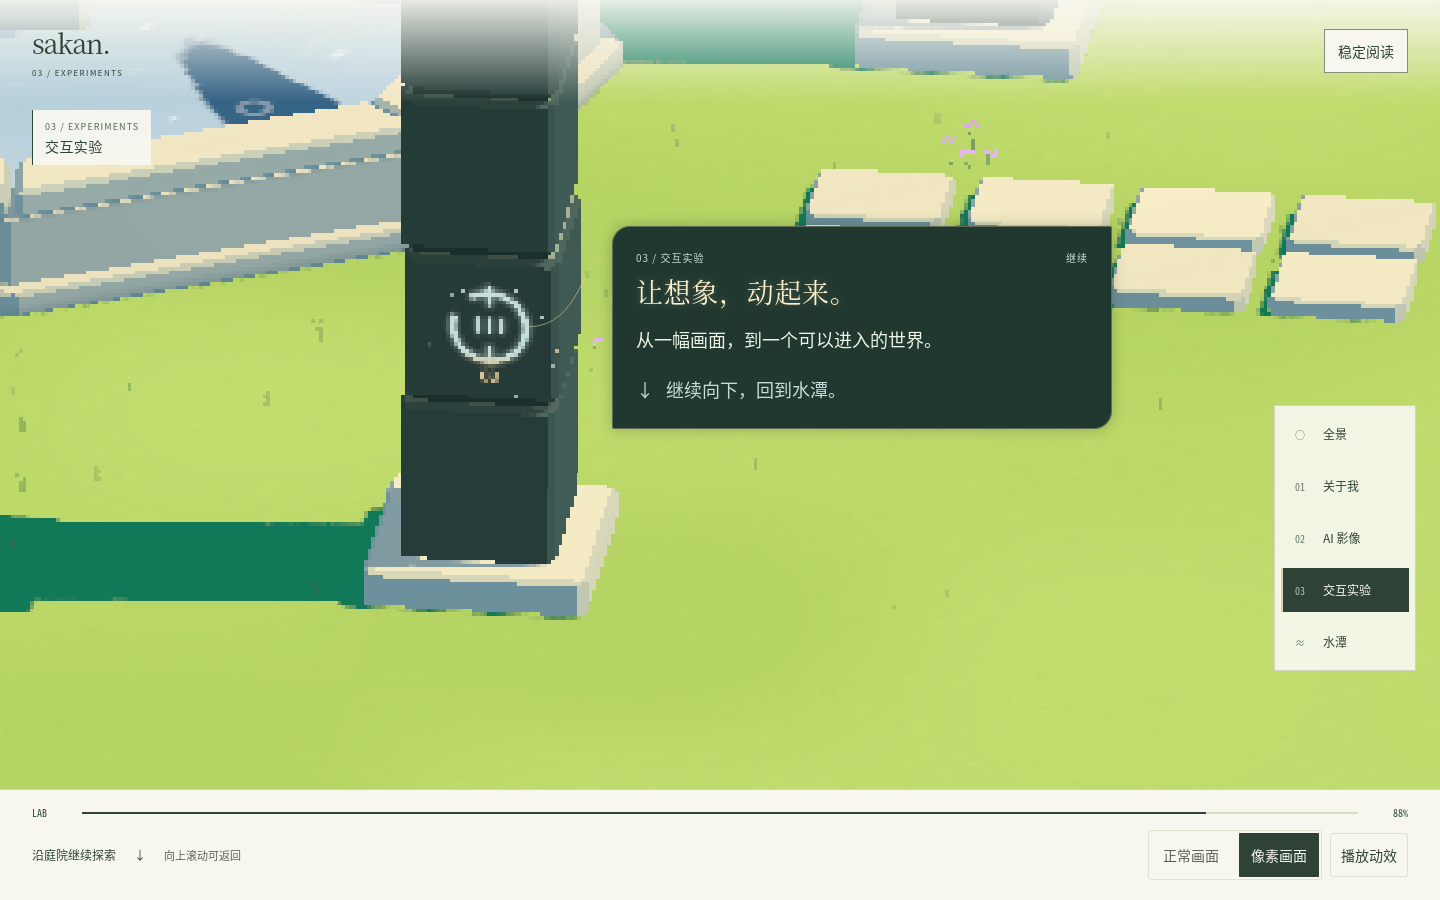 sakan.
03 / EXPERIMENTS
稳定阅读
03 / EXPERIMENTS
交互实验
03 / 交互实验
继续
让想象，动起来。
从一幅画面，到一个可以进入的世界。
↓ 继续向下，回到水潭。
全景
01 关于我
02 AI 影像
03 交互实验
≈ 水潭
LAB
88%
沿庭院继续探索 ↓ 向上滚动可返回
正常画面
像素画面
播放动效